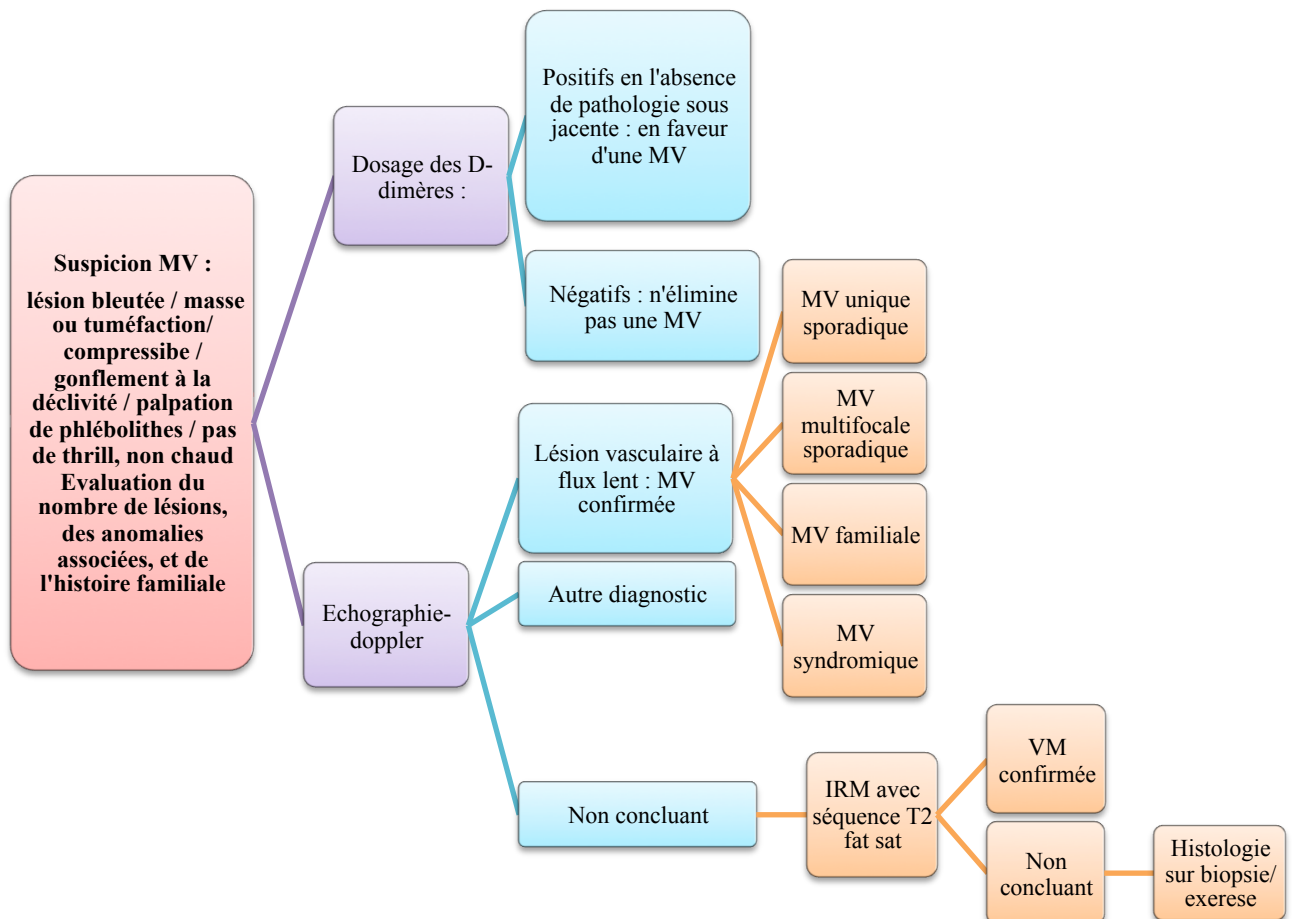 Suspicion MV :
lésion bleutée / masse
ou tuméfaction/
compressibe /
gonflement à la
déclivité / palpation
de phlébolithes / pas
de thrill, non chaud
Evaluation du
nombre de lésions,
des anomalies
associées, et de
l'histoire familiale
Dosage des D-
dimères :
Positifs en l'absence
de pathologie sous
jacente : en faveur
d'une MV
Négatifs : n'élimine
pas une MV
Echographie-
doppler
Lésion vasculaire à
flux lent : MV
confirmée
MV unique
sporadique
MV
multifocale
sporadique
MV familiale
MV
syndromique
Autre diagnostic
Non concluant
IRM avec
séquence T2
fat sat
VM
confirmée
Non
concluant
Histologie
sur biopsie/
exerese